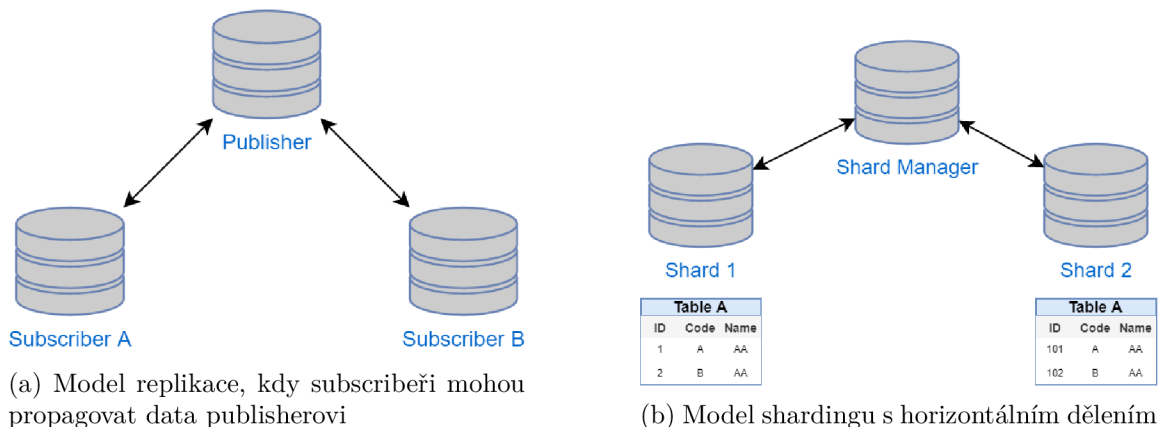 Publisher
Subscriber A
Subscriber B
(a) Model replikace, kdy subscribeři mohou
propagovat data publisherovi
Shard Manager
Shard 1
Shard 2
Table A
ID Code Name
1 A AA
2 B AA
Table A
ID Code Name
101 A AA
102 B AA
(b) Model shardingu s horizontálním dělením